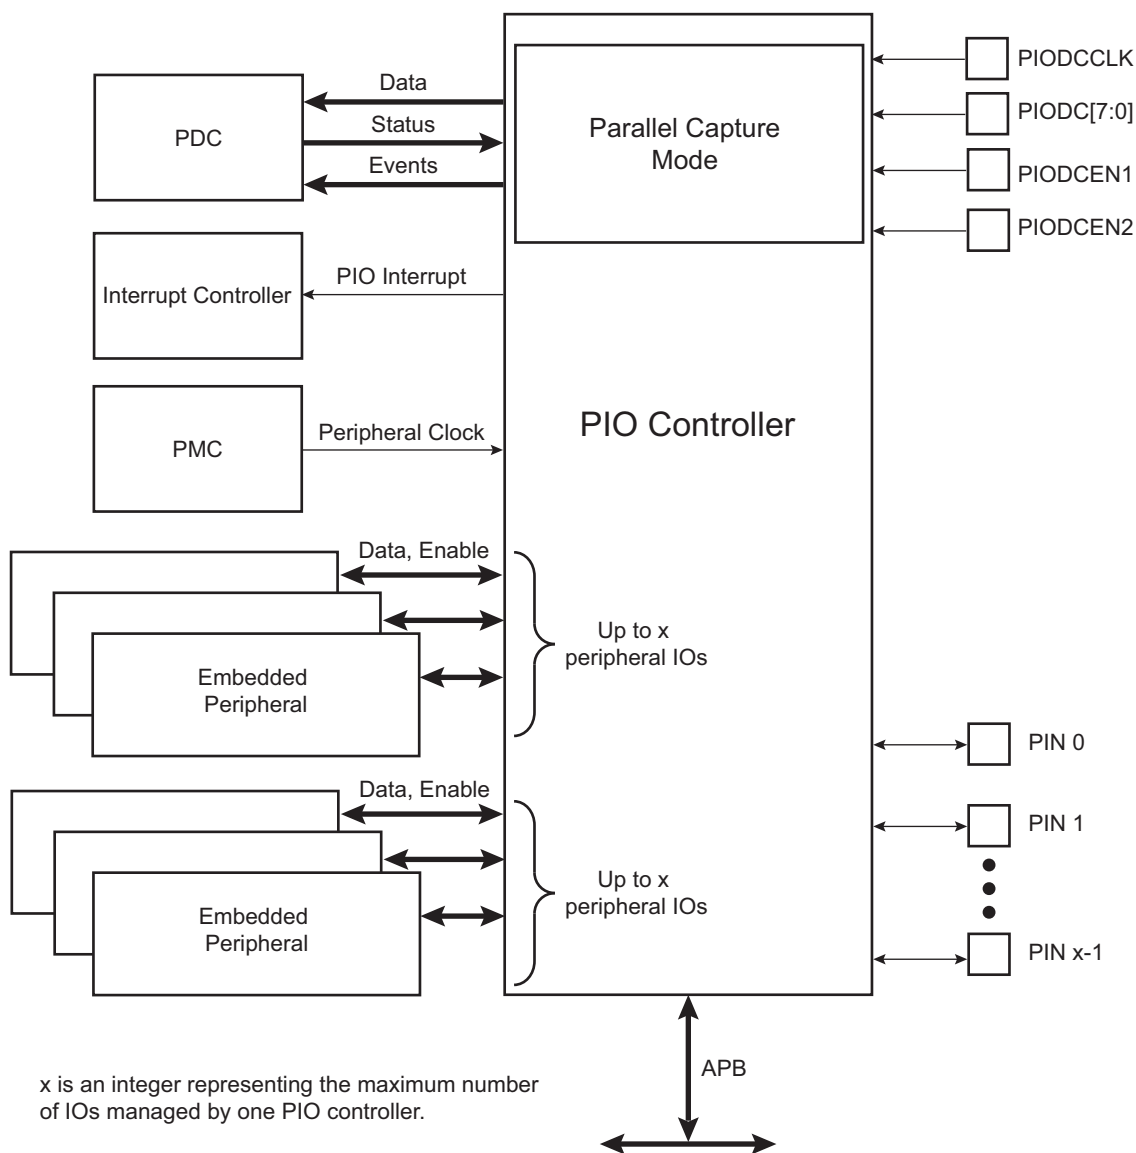 PIODCCLK
Data
PIODC[7:0]
Status
PDC
Parallel Capture
Mode
Events
PIODCEN1
PIODCEN2
PIO Interrupt
Interrupt Controller
PIO Controller
Peripheral Clock
PMC
Data, Enable
Up to x
peripheral IOs
Embedded
Peripheral
PIN 0
Data, Enable
PIN 1
Up to x
peripheral IOs
Embedded
Peripheral
PIN x-1
APB
x is an integer representing the maximum number
of IOs managed by one PIO controller.